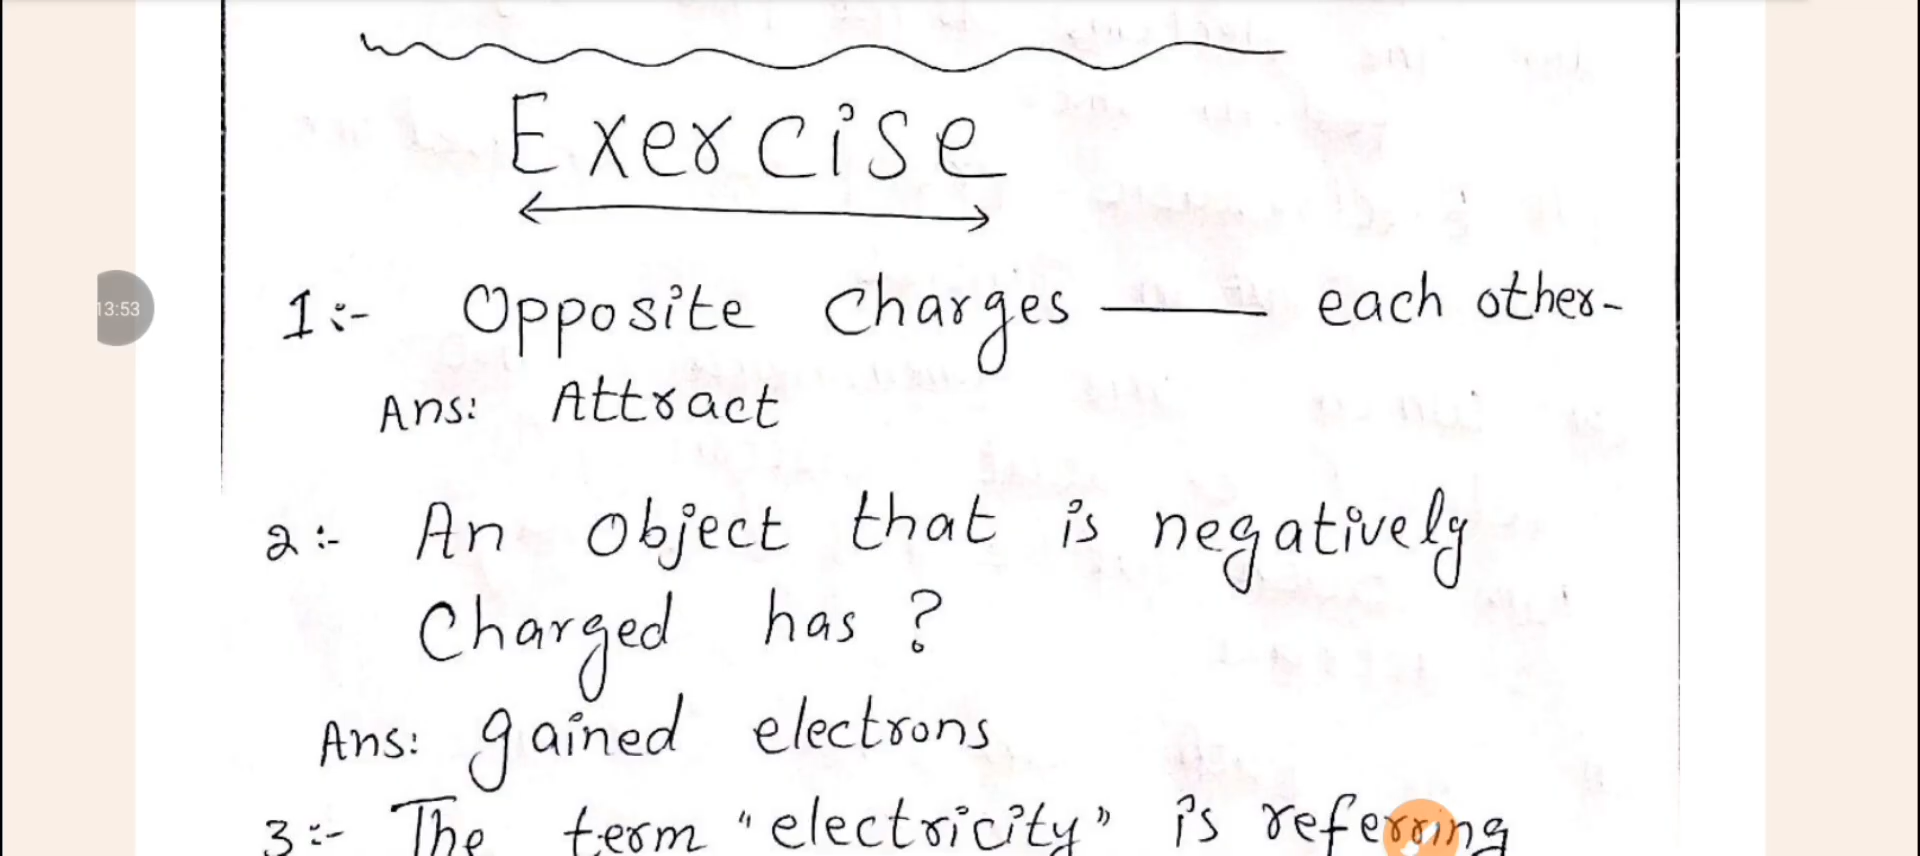 Exercise
1:- Opposite Charges —— each other-
Ans: Attract
2:- An object that is negatively
Charged has ?
Ans: gained electrons
3:- The term "electricity" is referring
13:53